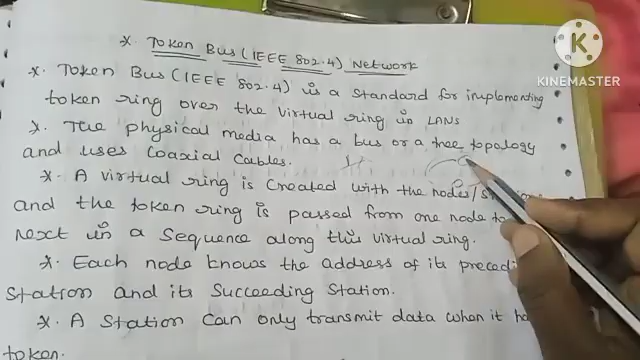 * Token Bus (IEEE 802.4) Network
* Token Bus (IEEE 802.4) is a standard for implementing
token ring over the virtual ring in LANs
* The physical media has a bus or a tree topology
and uses coaxial cables.
* A virtual ring is created with the nodes/
and the token ring is passed from one node to
next in a sequence along this virtual ring.
* Each node knows the address of its
station and its succeeding station.
* A station can only transmit data when it
token.
KINEMASTER